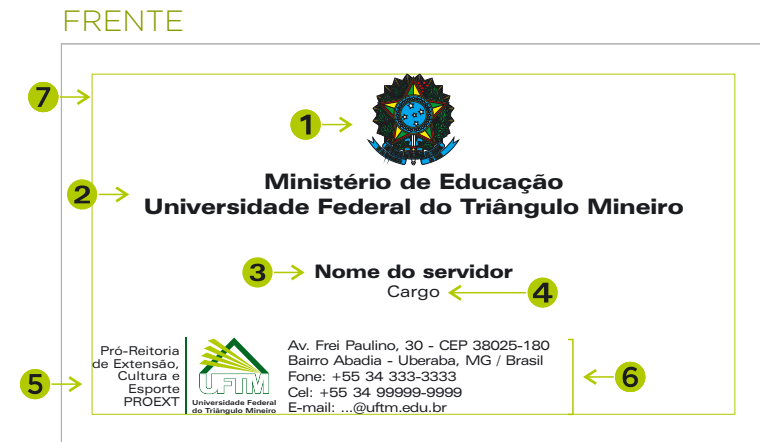 FRENTE
7
1
2
Ministério de Educação
Universidade Federal do Triângulo Mineiro
3
Nome do servidor
Cargo
4
5
Pró-Reitoria
de Extensão,
Cultura e
Esporte
PROEXT
UFTM
Universidade Federal
do Triângulo Mineiro
Av. Frei Paulino, 30 - CEP 38025-180
Bairro Abadia - Uberaba, MG / Brasil
Fone: +55 34 333-3333
Cel: +55 34 99999-9999
E-mail: ...@uftm.edu.br
6